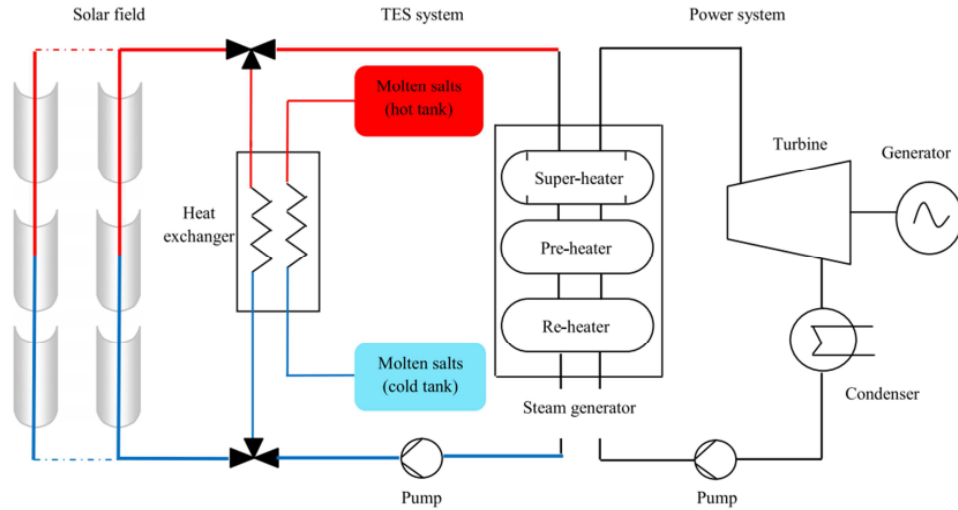 Solar field
TES system
Power system
Molten salts
(hot tank)
Turbine
Generator
Super-heater
Heat
exchanger
Pre-heater
Re-heater
Molten salts
(cold tank)
Condenser
Steam generator
Pump
Pump